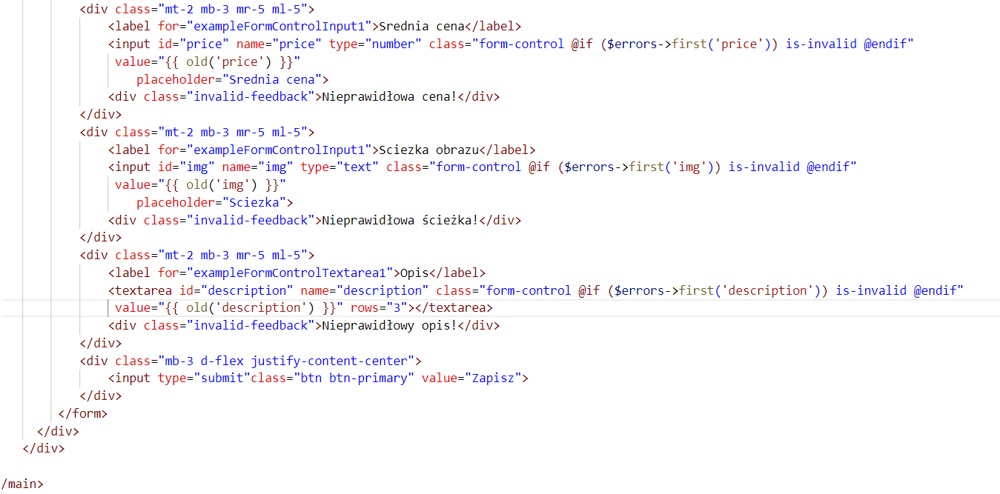 <div class="mt-2 mb-3 mr-5 ml-5">
<label for="exampleFormControlInput1">Srednia cena</label>
<input id="price" name="price" type="number" class="form-control @if ($errors->first('price')) is-invalid @endif"
value="{{ old('price') }}"
placeholder="Srednia cena">
<div class="invalid-feedback">Nieprawidłowa cena!</div>
</div>
<div class="mt-2 mb-3 mr-5 ml-5">
<label for="exampleFormControlInput1">Sciezka obrazu</label>
<input id="img" name="img" type="text" class="form-control @if ($errors->first('img')) is-invalid @endif"
value="{{ old('img') }}"
placeholder="Sciezka">
<div class="invalid-feedback">Nieprawidłowa ścieżka!</div>
</div>
<div class="mt-2 mb-3 mr-5 ml-5">
<label for="exampleFormControlTextarea1">Opis</label>
<textarea id="description" name="description" class="form-control @if ($errors->first('description')) is-invalid @endif"
value="{{ old('description') }}" rows="3"></textarea>
<div class="invalid-feedback">Nieprawidłowy opis!</div>
</div>
<div class="mb-3 d-flex justify-content-center">
<input type="submit"class="btn btn-primary" value="Zapisz">
</div>
</form>
</div>
</div>
/main>